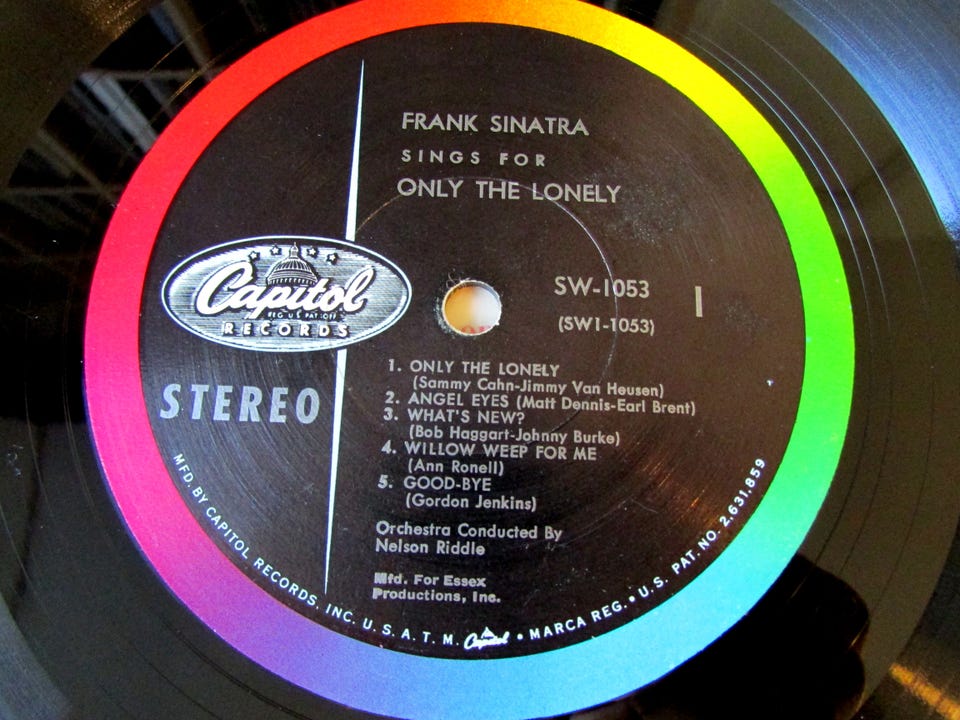 FRANK SINATRA
SINGS FOR
ONLY THE LONELY
Capitol
REG. U.S. PAT. OFF.
RECORDS
STEREO
SW-1053
1
(SW1-1053)
1. ONLY THE LONELY
(Sammy Cahn-Jimmy Van Heusen)
2. ANGEL EYES (Matt Dennis-Earl Brent)
3. WHAT'S NEW?
(Bob Haggart-Johnny Burke)
4. WILLOW WEEP FOR ME
(Ann Ronell)
5. GOOD-BYE
(Gordon Jenkins)
Orchestra Conducted By
Nelson Riddle
Mfd. For Essex
Productions, Inc.
MFD. BY CAPITOL RECORDS, INC. U.S.A. T.M. Capitol • MARCA REG. • U.S. PAT. NO. 2,631,859